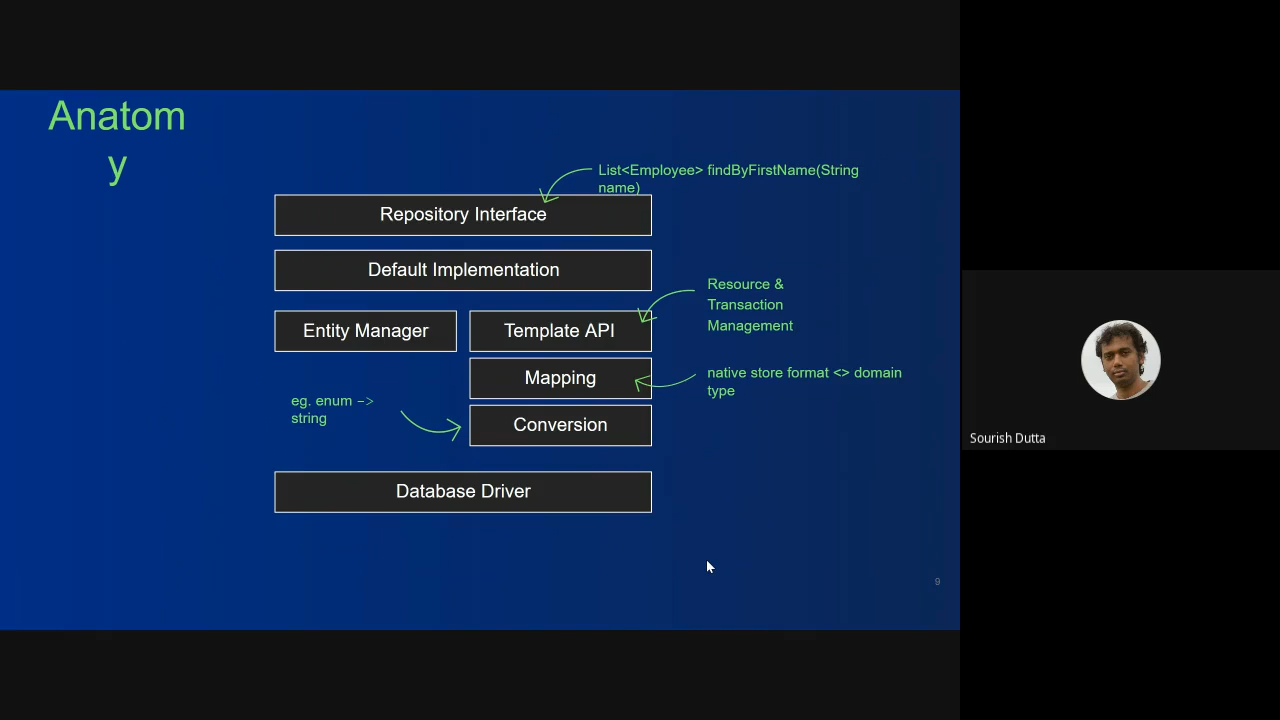 Anatom
y
List<Employee> findByFirstName(String
name)
Repository Interface
Default Implementation
Resource &
Transaction
Management
Entity Manager
Template API
Mapping
native store format <> domain
type
eg. enum –>
string
Conversion
Database Driver
9
Sourish Dutta